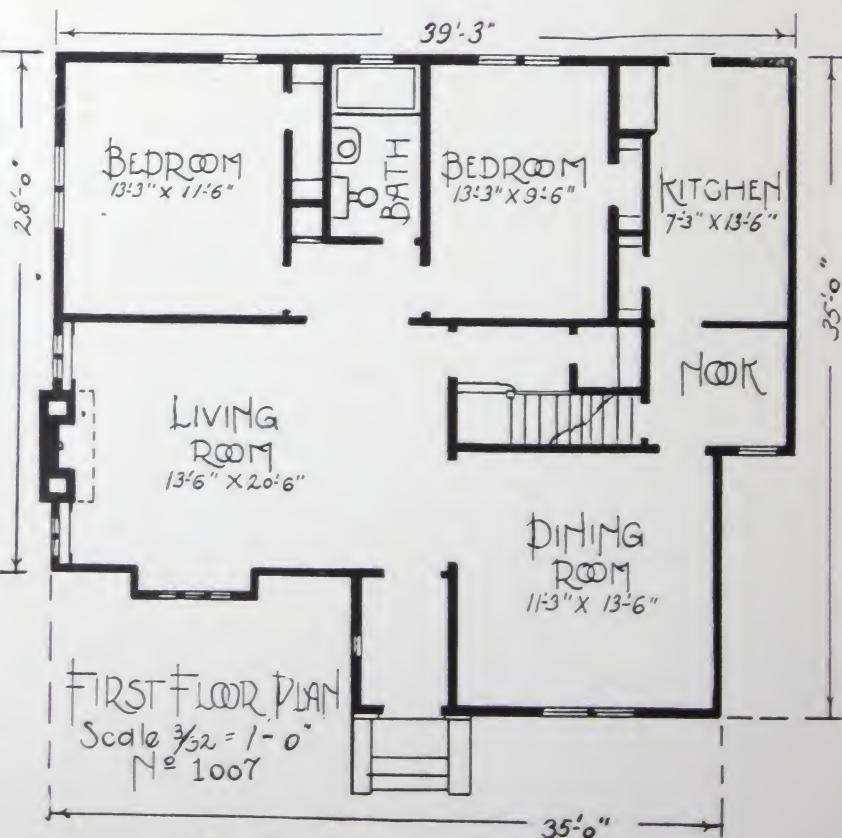 39'-3"
28'-0"
BEDROOM
13'-3" X 11'-6"
BATH
BEDROOM
13'-3" X 9'-6"
KITCHEN
7'-3" X 13'-6"
35'-0"
NOOK
LIVING
ROOM
13'-6" X 20'-6"
DINING
ROOM
11'-3" X 13'-6"
FIRST FLOOR PLAN
Scale 3/32 = 1'-0"
Nº 1007
35'-0"